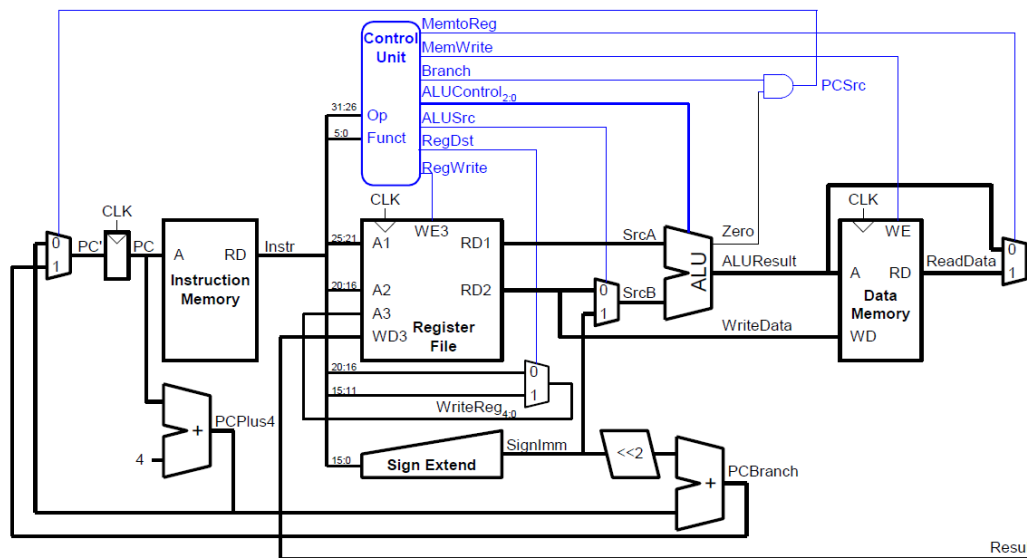 MemtoReg
Control
Unit
MemWrite
Branch
PCSrc
ALUControl2:0
31:26
Op
ALUSrc
5:0
Funct
RegDst
RegWrite
CLK
CLK
CLK
0
1
PC'
PC
A
RD
Instruction
Memory
Instr
25:21
A1
WE3
RD1
SrcA
Zero
WE
0
1
20:16
A2
RD2
0
1
SrcB
ALU
ALUResult
A
RD
ReadData
Data
Memory
A3
WD3
Register
File
WriteData
WD
20:16
0
15:11
1
WriteReg4:0
PCPlus4
+
4
SignImm
15:0
Sign Extend
<<2
+
PCBranch
Resu